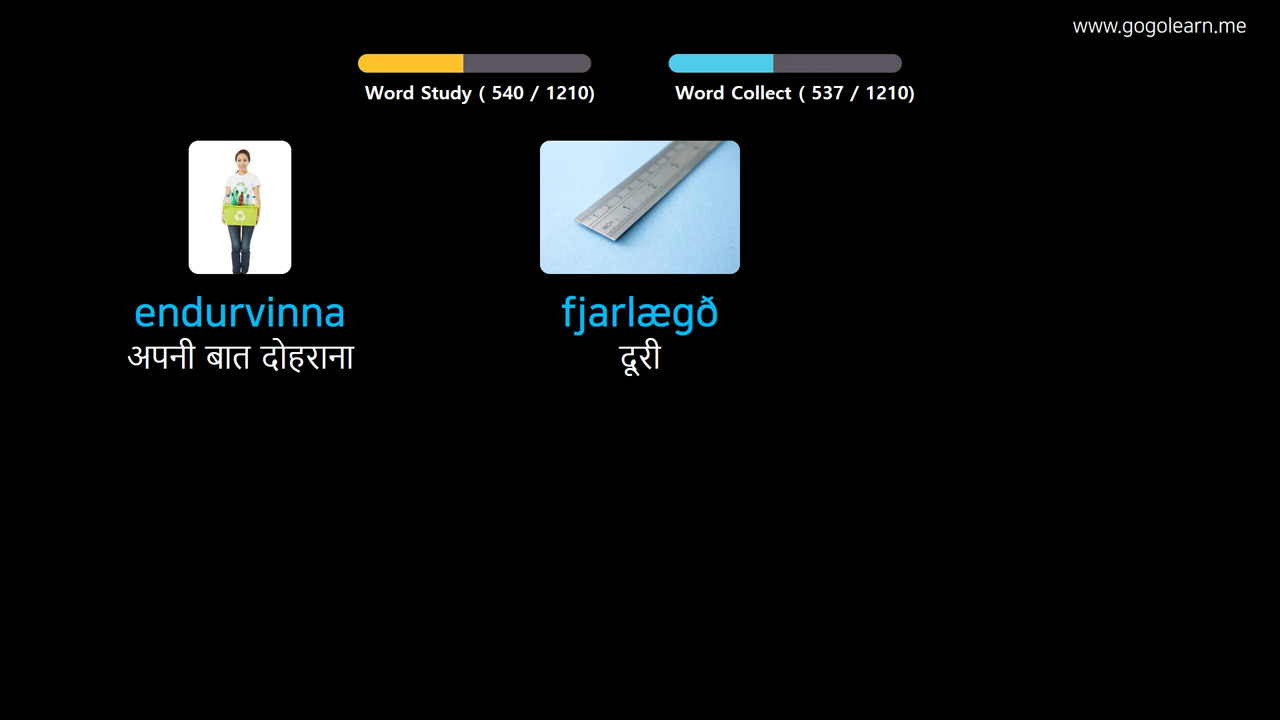 www.gogolearn.me
Word Study ( 540 / 1210)
Word Collect ( 537 / 1210)
endurvinna
अपनी बात दोहराना
fjarlægð
दूरी